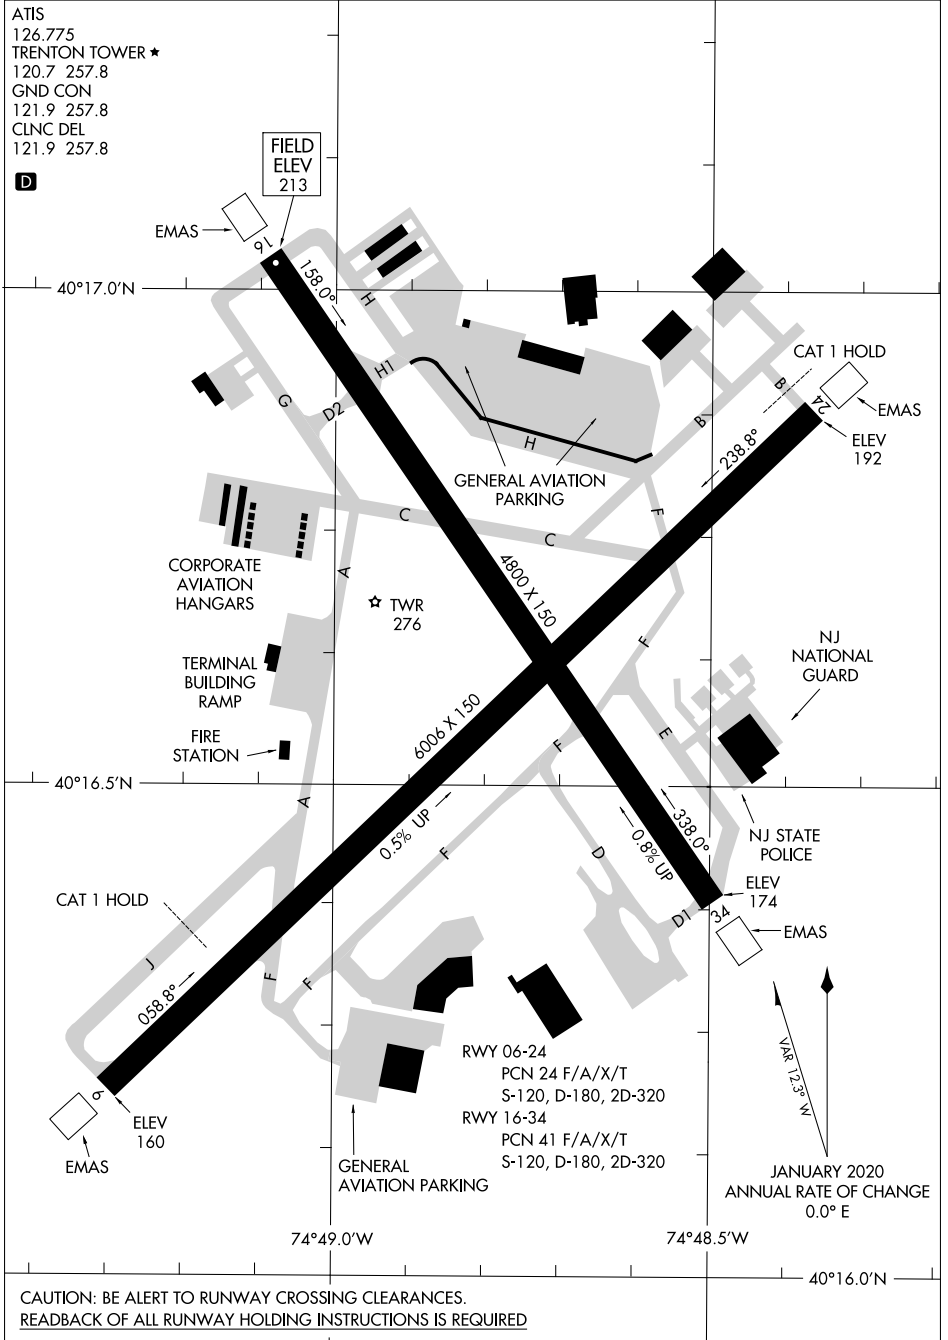 ATIS
126.775
TRENTON TOWER ★
120.7 257.8
GND CON
121.9 257.8
CLNC DEL
121.9 257.8
D
FIELD
ELEV
213
EMAS
16
158.0°
H
40°17.0'N
CAT 1 HOLD
B
24
EMAS
ELEV
192
H1
D2
G
B
H
238.8°
GENERAL AVIATION
PARKING
F
C
C
CORPORATE
AVIATION
HANGARS
A
4800 X 150
TWR
276
F
NJ
NATIONAL
GUARD
TERMINAL
BUILDING
RAMP
6006 X 150
FIRE
STATION
E
F
40°16.5'N
A
0.5% UP
F
D
0.8% UP
338.0°
NJ STATE
POLICE
ELEV
174
CAT 1 HOLD
D1
34
EMAS
J
058.8°
F
F
6
ELEV
160
EMAS
GENERAL
AVIATION PARKING
RWY 06-24
PCN 24 F/A/X/T
S-120, D-180, 2D-320
RWY 16-34
PCN 41 F/A/X/T
S-120, D-180, 2D-320
VAR 12.3° W
JANUARY 2020
ANNUAL RATE OF CHANGE
0.0° E
74°49.0'W
74°48.5'W
40°16.0'N
CAUTION: BE ALERT TO RUNWAY CROSSING CLEARANCES.
READBACK OF ALL RUNWAY HOLDING INSTRUCTIONS IS REQUIRED